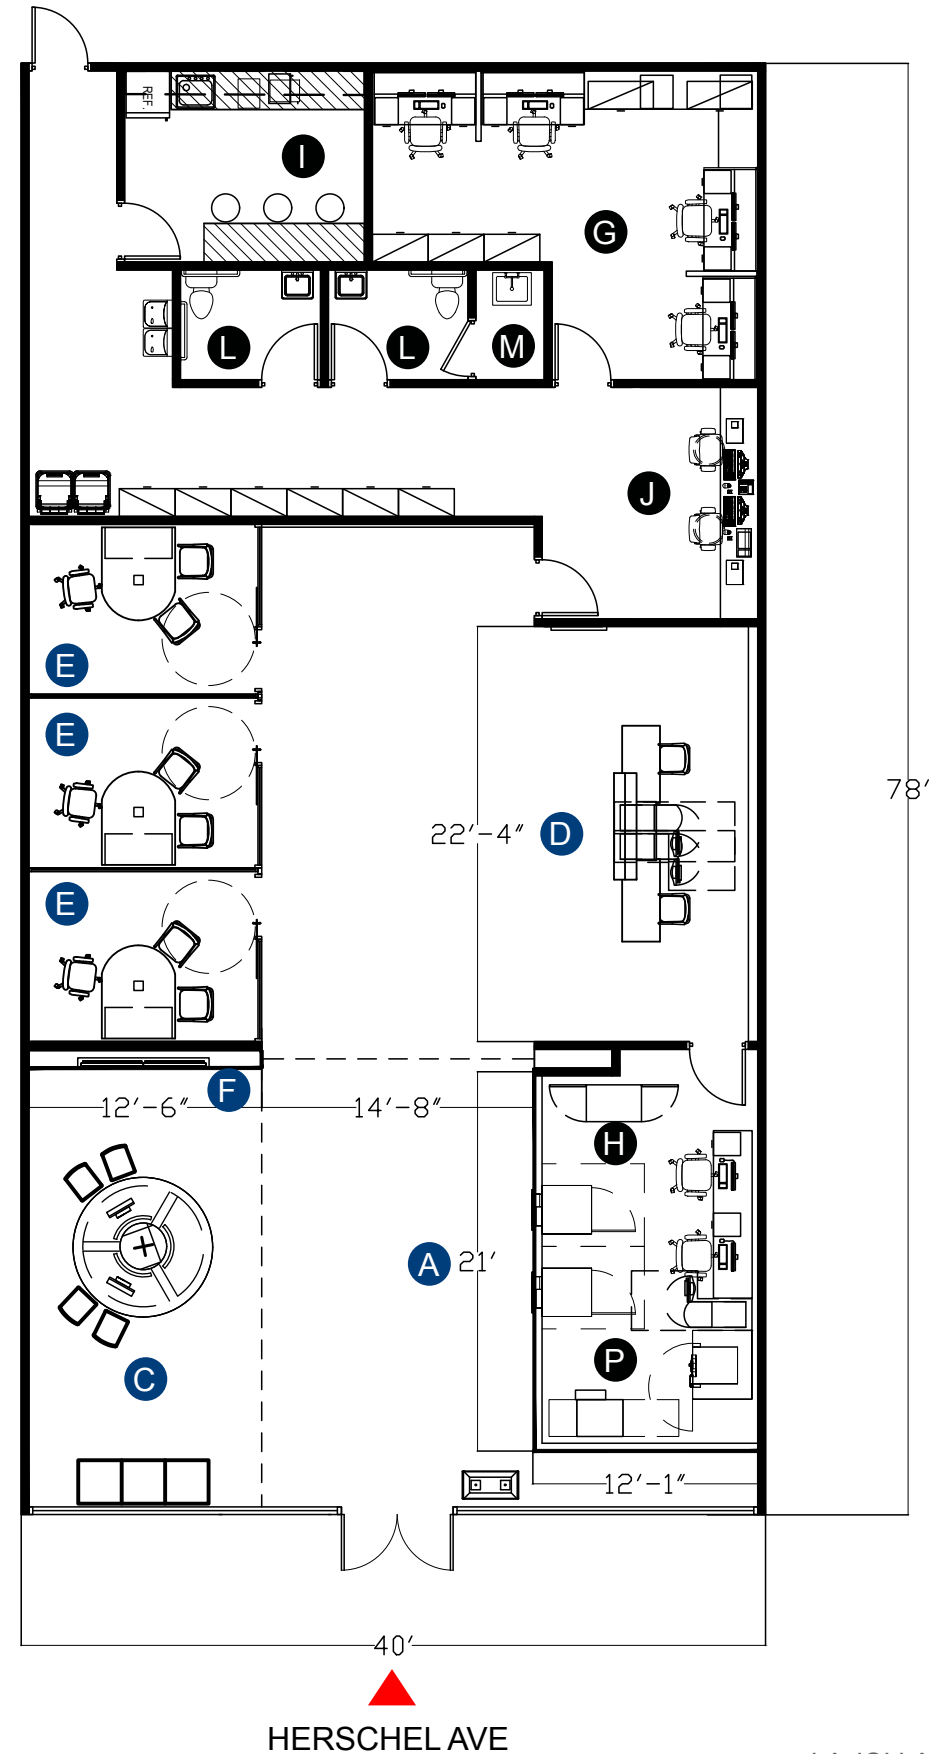 REF.
I
G
L
L
M
J
E
E
78'
22'-4"
D
E
F
12'-6"
14'-8"
H
A
21'
P
C
12'-1"
40'
HERSCHEL AVE